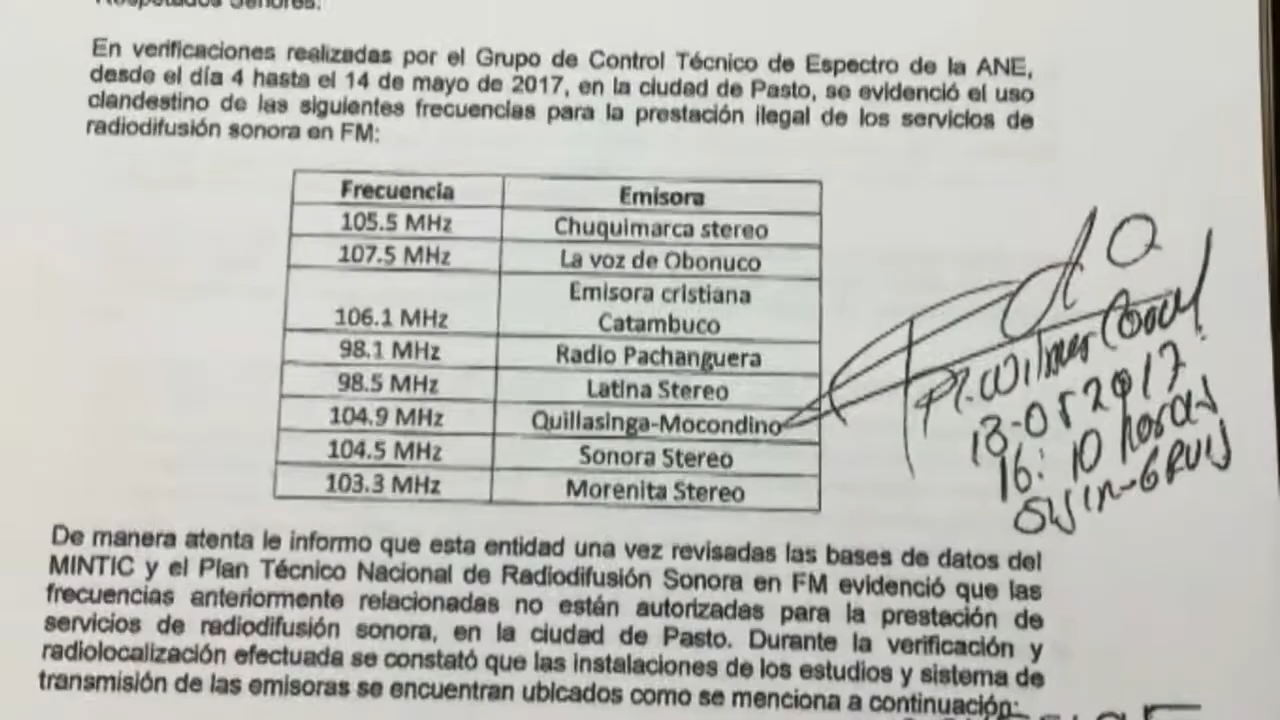 Respetados Señores:
En verificaciones realizadas por el Grupo de Control Técnico de Espectro de la ANE,
desde el día 4 hasta el 14 de mayo de 2017, en la ciudad de Pasto, se evidenció el uso
clandestino de las siguientes frecuencias para la prestación ilegal de los servicios de
radiodifusión sonora en FM:
Frecuencia Emisora
105.5 MHz Chuquimarca stereo
107.5 MHz La voz de Obonuco
Emisora cristiana
106.1 MHz Catambuco
98.1 MHz Radio Pachanguera
98.5 MHz Latina Stereo
104.9 MHz Quillasinga-Mocondino
104.5 MHz Sonora Stereo
103.3 MHz Morenita Stereo
Pt. Wilmer
18-05 2017
16:10 horas
De manera atenta le informo que esta entidad una vez revisadas las bases de datos del
MINTIC y el Plan Técnico Nacional de Radiodifusión Sonora en FM evidenció que las
frecuencias anteriormente relacionadas no están autorizadas para la prestación de
servicios de radiodifusión sonora, en la ciudad de Pasto. Durante la verificación y
radiolocalización efectuada se constató que las instalaciones de los estudios y sistema de
transmisión de las emisoras se encuentran ubicados como se menciona a continuación: